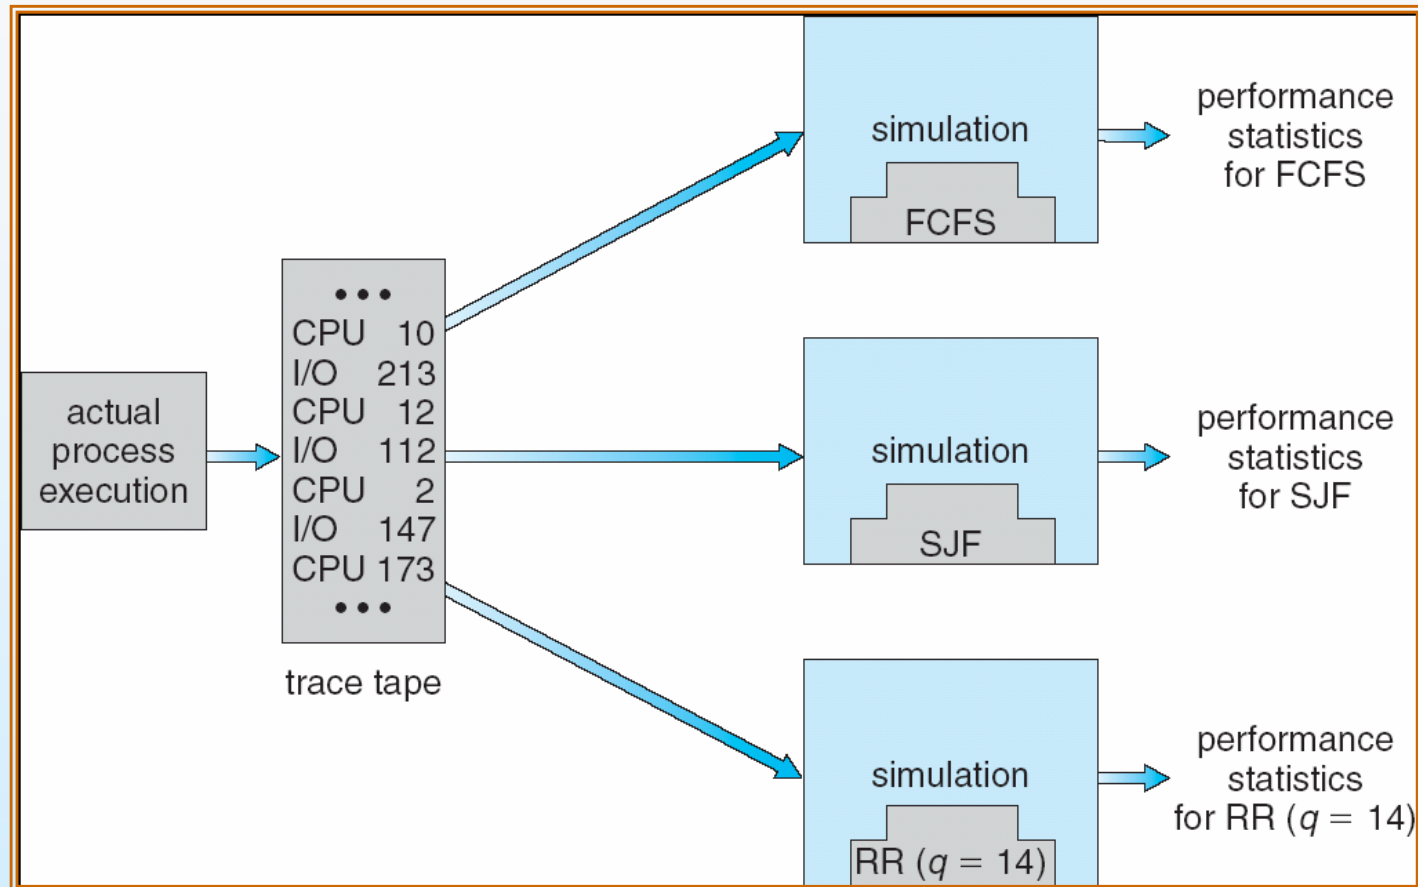 actual
process
execution
• • •
CPU 10
I/O 213
CPU 12
I/O 112
CPU 2
I/O 147
CPU 173
• • •
trace tape
simulation
FCFS
performance
statistics
for FCFS
simulation
SJF
performance
statistics
for SJF
simulation
RR (q = 14)
performance
statistics
for RR (q = 14)